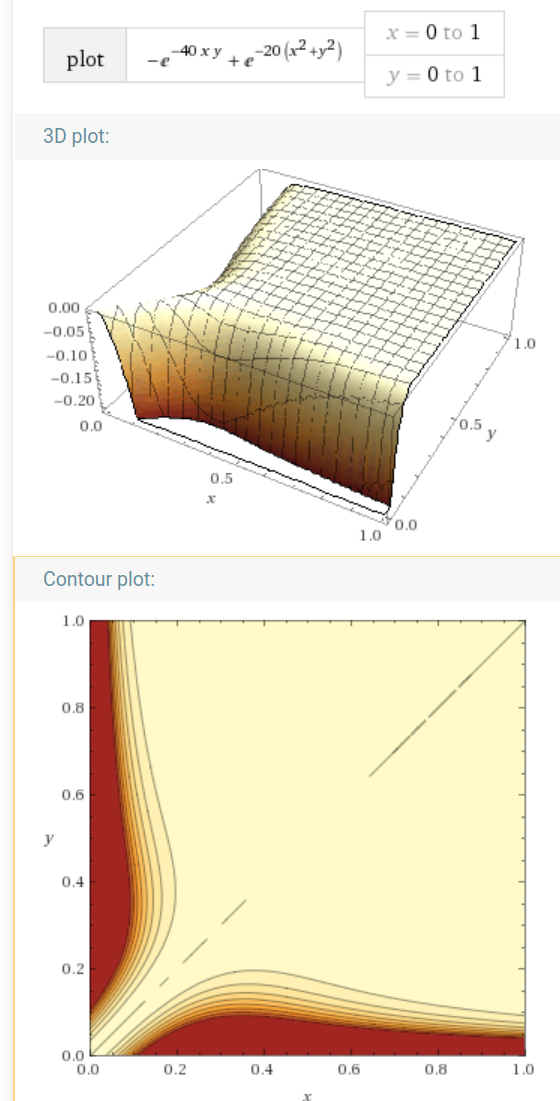 plot
-e^(-40 x y) + e^(-20 (x^2+y^2))
x = 0 to 1
y = 0 to 1
3D plot:
0.00
-0.05
-0.10
-0.15
-0.20
0.0
0.5
x
1.0
0.0
0.5
y
1.0
Contour plot:
1.0
0.8
0.6
y
0.4
0.2
0.0
0.0 0.2 0.4 0.6 0.8 1.0
x